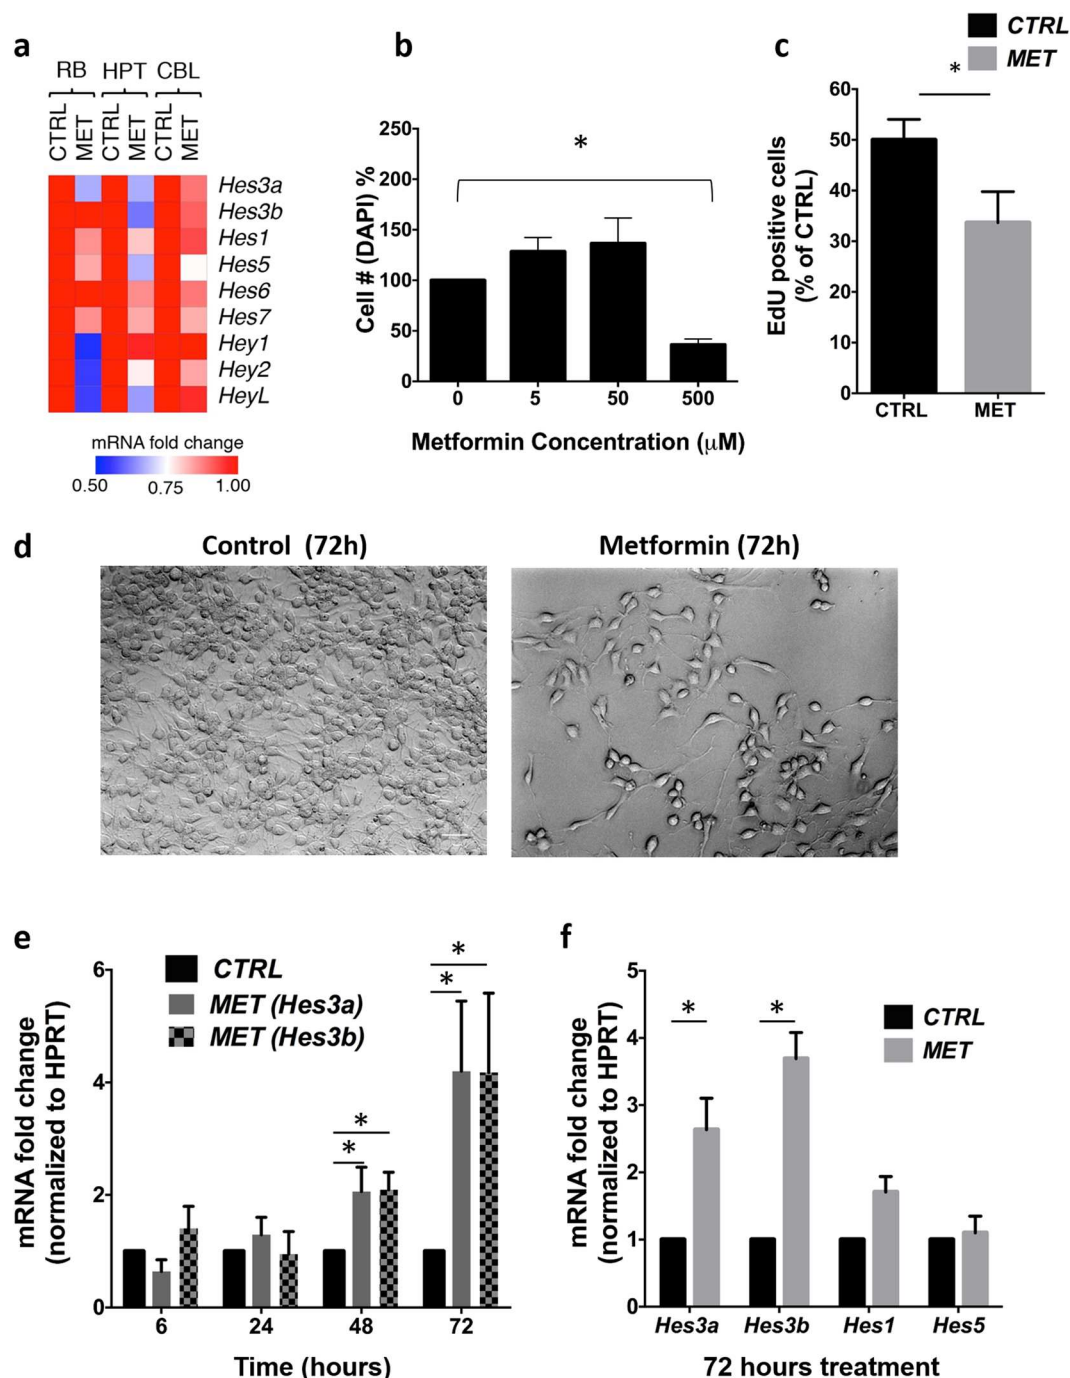 a
RB HPT CBL
CTRL MET CTRL MET CTRL MET
Hes3a
Hes3b
Hes1
Hes5
Hes6
Hes7
Hey1
Hey2
HeyL
mRNA fold change
0.50 0.75 1.00
b
Cell # (DAPI) %
250
200
150
100
50
0
*
0 5 50 500
Metformin Concentration (μM)
c
CTRL
MET
EdU positive cells
(% of CTRL)
60
50
40
30
20
10
0
*
CTRL MET
d
Control (72h)
Metformin (72h)
e
mRNA fold change
(normalized to HPRT)
6
4
2
0
CTRL
MET (Hes3a)
MET (Hes3b)
* *
* *
6 24 48 72
Time (hours)
f
mRNA fold change
(normalized to HPRT)
5
4
3
2
1
0
* *
CTRL
MET
Hes3a Hes3b Hes1 Hes5
72 hours treatment